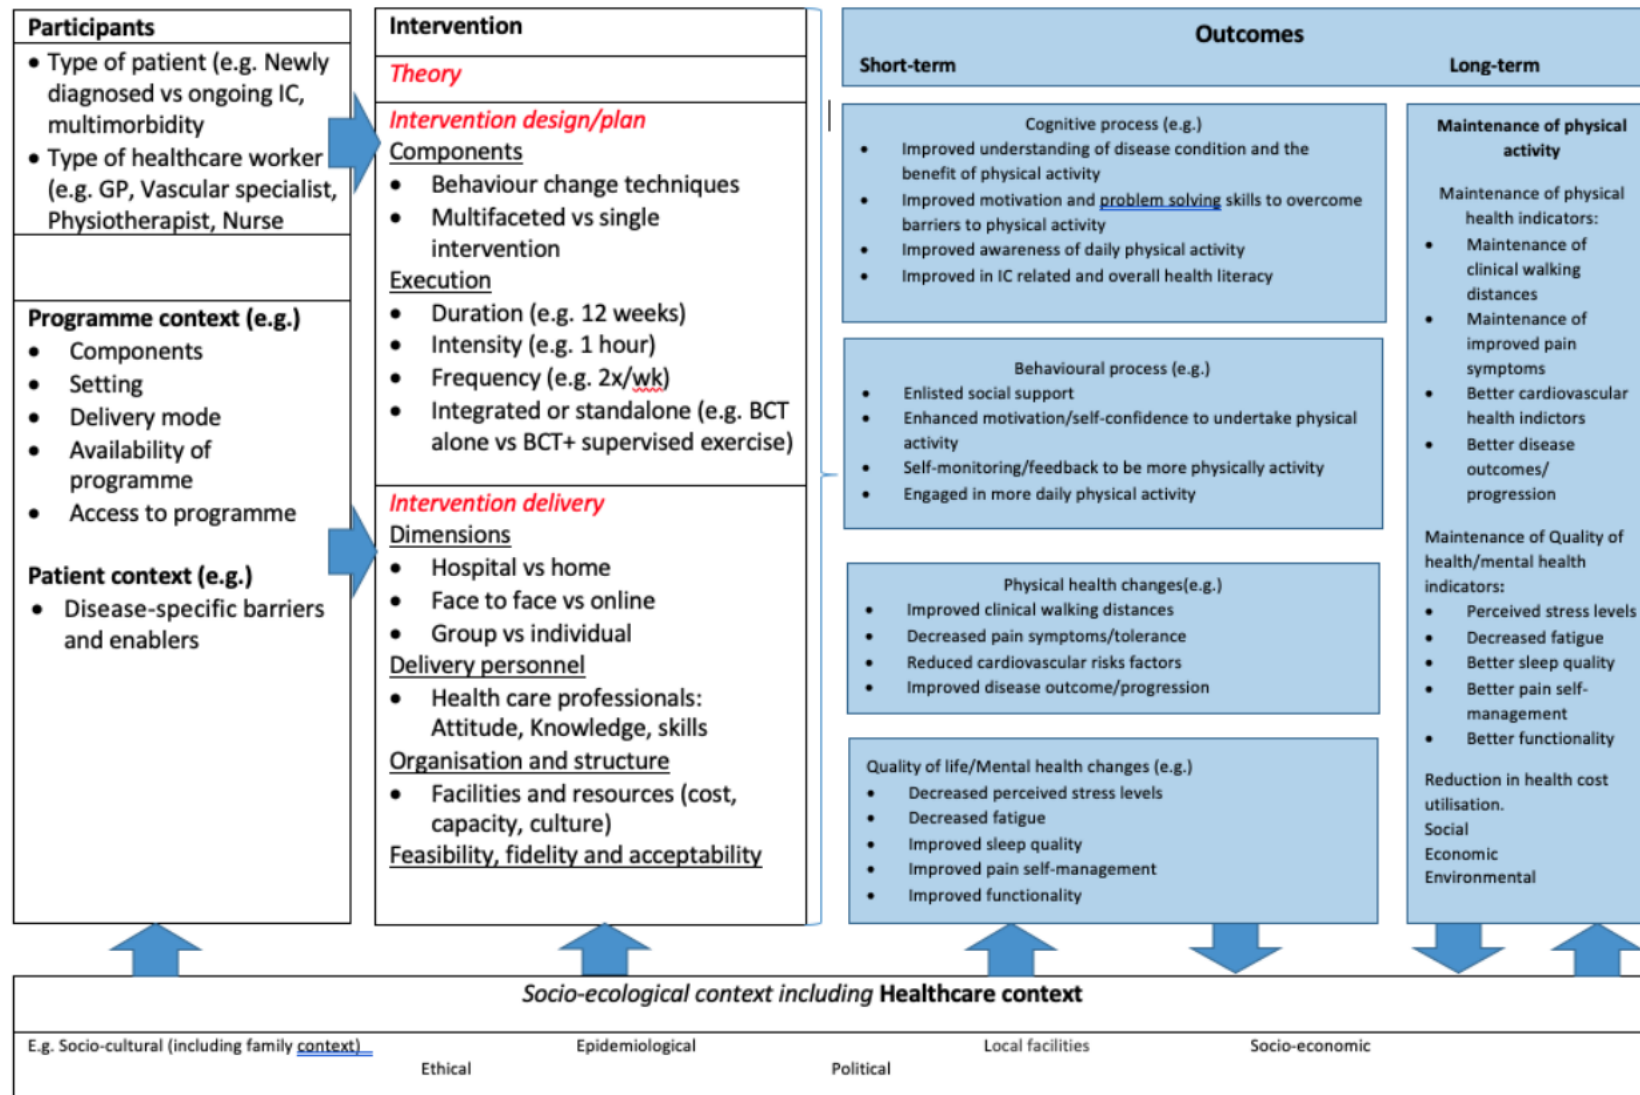 Participants
• Type of patient (e.g. Newly
diagnosed vs ongoing IC,
multimorbidity
• Type of healthcare worker
(e.g. GP, Vascular specialist,
Physiotherapist, Nurse
Programme context (e.g.)
• Components
• Setting
• Delivery mode
• Availability of
programme
• Access to programme
Patient context (e.g.)
• Disease-specific barriers
and enablers
Intervention
Theory
Intervention design/plan
Components
• Behaviour change techniques
• Multifaceted vs single
intervention
Execution
• Duration (e.g. 12 weeks)
• Intensity (e.g. 1 hour)
• Frequency (e.g. 2x/wk)
• Integrated or standalone (e.g. BCT
alone vs BCT+ supervised exercise)
Intervention delivery
Dimensions
• Hospital vs home
• Face to face vs online
• Group vs individual
Delivery personnel
• Health care professionals:
Attitude, Knowledge, skills
Organisation and structure
• Facilities and resources (cost,
capacity, culture)
Feasibility, fidelity and acceptability
Outcomes
Short-term
Long-term
Cognitive process (e.g.)
• Improved understanding of disease condition and the
benefit of physical activity
• Improved motivation and problem solving skills to overcome
barriers to physical activity
• Improved awareness of daily physical activity
• Improved in IC related and overall health literacy
Behavioural process (e.g.)
• Enlisted social support
• Enhanced motivation/self-confidence to undertake physical
activity
• Self-monitoring/feedback to be more physically activity
• Engaged in more daily physical activity
Physical health changes(e.g.)
• Improved clinical walking distances
• Decreased pain symptoms/tolerance
• Reduced cardiovascular risks factors
• Improved disease outcome/progression
Quality of life/Mental health changes (e.g.)
• Decreased perceived stress levels
• Decreased fatigue
• Improved sleep quality
• Improved pain self-management
• Improved functionality
Maintenance of physical
activity
Maintenance of physical
health indicators:
• Maintenance of
clinical walking
distances
• Maintenance of
improved pain
symptoms
• Better cardiovascular
health indictors
• Better disease
outcomes/
progression
Maintenance of Quality of
health/mental health
indicators:
• Perceived stress levels
• Decreased fatigue
• Better sleep quality
• Better pain self-
management
• Better functionality
Reduction in health cost
utilisation.
Social
Economic
Environmental
Socio-ecological context including Healthcare context
E.g. Socio-cultural (including family context) Epidemiological Local facilities Socio-economic
Ethical Political